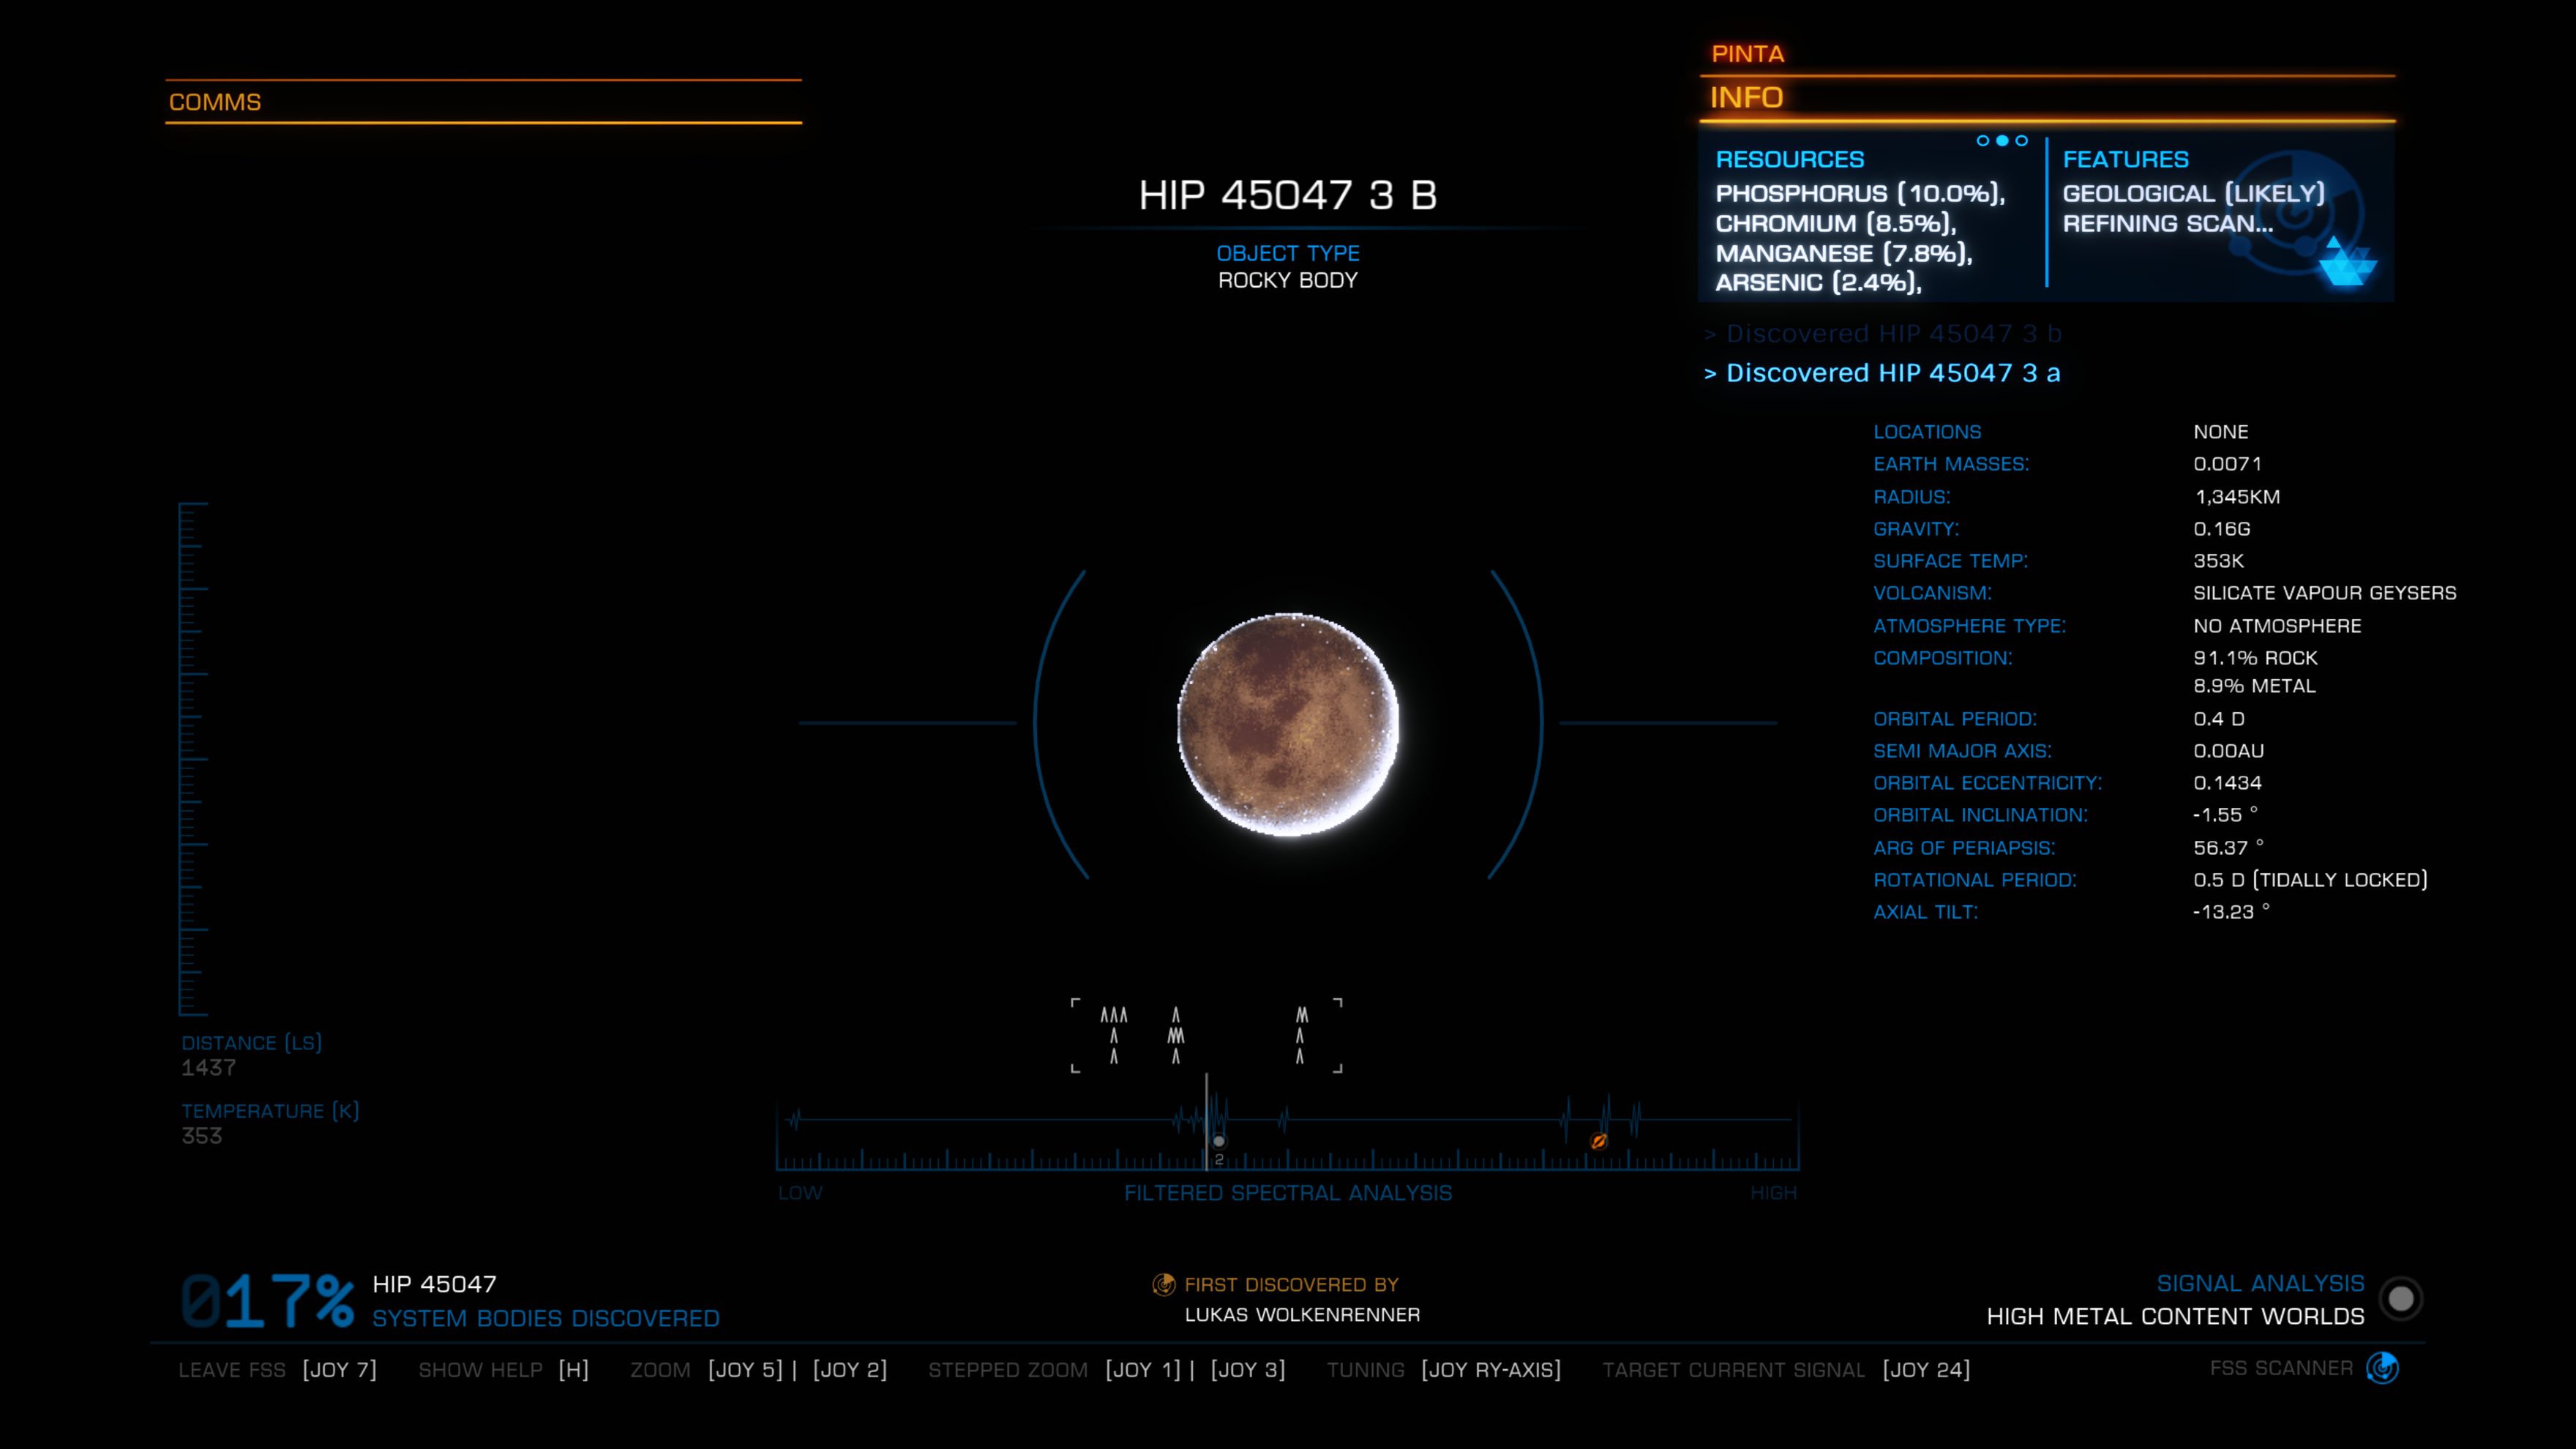 PINTA
COMMS
INFO
RESOURCES
PHOSPHORUS (10.0%),
CHROMIUM (8.5%),
MANGANESE (7.8%),
ARSENIC (2.4%),
FEATURES
GEOLOGICAL (LIKELY)
REFINING SCAN...
HIP 45047 3 B
OBJECT TYPE
ROCKY BODY
> Discovered HIP 45047 3 b
> Discovered HIP 45047 3 a
LOCATIONS NONE
EARTH MASSES: 0.0071
RADIUS: 1,345KM
GRAVITY: 0.16G
SURFACE TEMP: 353K
VOLCANISM: SILICATE VAPOUR GEYSERS
ATMOSPHERE TYPE: NO ATMOSPHERE
COMPOSITION: 91.1% ROCK
8.9% METAL
ORBITAL PERIOD: 0.4 D
SEMI MAJOR AXIS: 0.00AU
ORBITAL ECCENTRICITY: 0.1434
ORBITAL INCLINATION: -1.55 °
ARG OF PERIAPSIS: 56.37 °
ROTATIONAL PERIOD: 0.5 D (TIDALLY LOCKED)
AXIAL TILT: -13.23 °
DISTANCE (LS)
1437
TEMPERATURE (K)
353
2
LOW FILTERED SPECTRAL ANALYSIS HIGH
017% HIP 45047
SYSTEM BODIES DISCOVERED
FIRST DISCOVERED BY
LUKAS WOLKENRENNER
SIGNAL ANALYSIS
HIGH METAL CONTENT WORLDS
LEAVE FSS [JOY 7] SHOW HELP [H] ZOOM [JOY 5] | [JOY 2] STEPPED ZOOM [JOY 1] | [JOY 3] TUNING [JOY RY-AXIS] TARGET CURRENT SIGNAL [JOY 24] FSS SCANNER